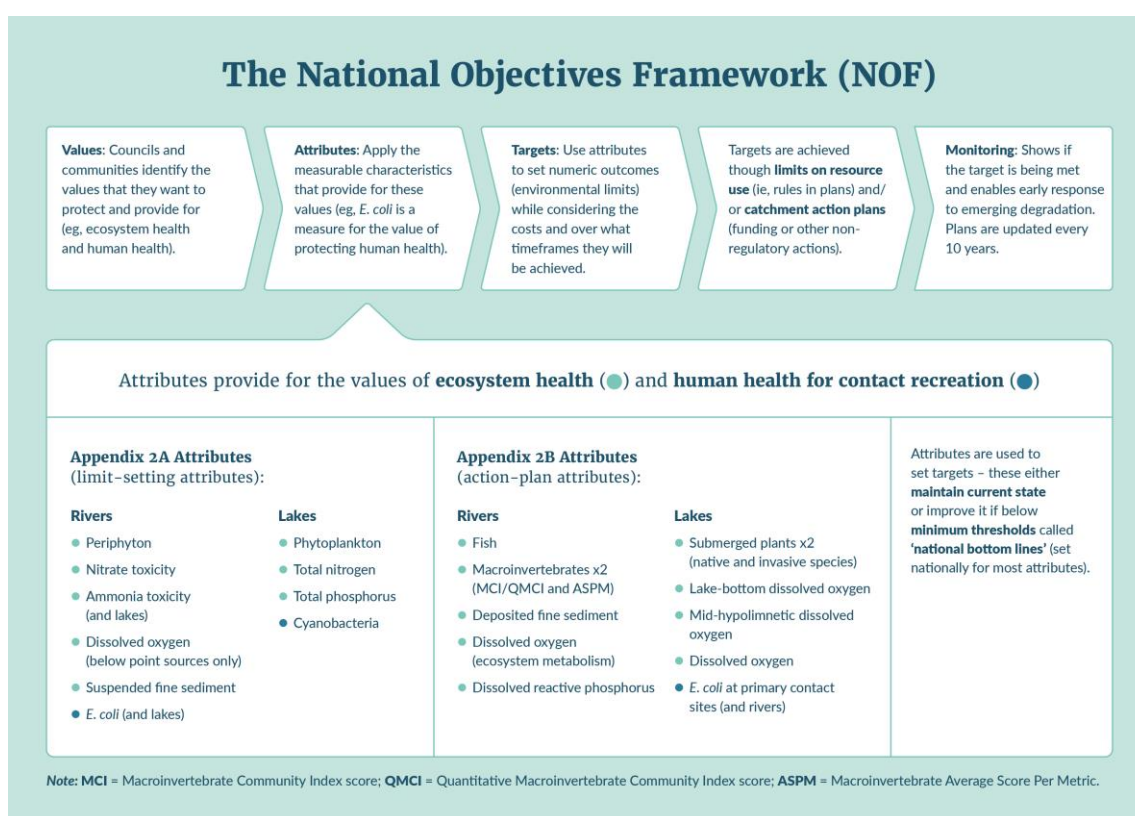 The National Objectives Framework (NOF)
Values: Councils and
communities identify the
values that they want to
protect and provide for
(eg, ecosystem health
and human health).
Attributes: Apply the
measurable characteristics
that provide for these
values (eg, E. coli is a
measure for the value of
protecting human health).
Targets: Use attributes
to set numeric outcomes
(environmental limits)
while considering the
costs and over what
timeframes they will
be achieved.
Targets are achieved
though limits on resource
use (ie, rules in plans) and/
or catchment action plans
(funding or other non-
regulatory actions).
Monitoring: Shows if
the target is being met
and enables early response
to emerging degradation.
Plans are updated every
10 years.
Attributes provide for the values of ecosystem health (●) and human health for contact recreation (●)
Appendix 2A Attributes
(limit-setting attributes):
Rivers
● Periphyton
● Nitrate toxicity
● Ammonia toxicity
(and lakes)
● Dissolved oxygen
(below point sources only)
● Suspended fine sediment
● E. coli (and lakes)
Lakes
● Phytoplankton
● Total nitrogen
● Total phosphorus
● Cyanobacteria
Appendix 2B Attributes
(action-plan attributes):
Rivers
● Fish
● Macroinvertebrates x2
(MCI/QMCI and ASPM)
● Deposited fine sediment
● Dissolved oxygen
(ecosystem metabolism)
● Dissolved reactive phosphorus
Lakes
● Submerged plants x2
(native and invasive species)
● Lake-bottom dissolved oxygen
● Mid-hypolimnetic dissolved
oxygen
● Dissolved oxygen
● E. coli at primary contact
sites (and rivers)
Attributes are used to
set targets – these either
maintain current state
or improve it if below
minimum thresholds called
‘national bottom lines’ (set
nationally for most attributes).
Note: MCI = Macroinvertebrate Community Index score; QMCI = Quantitative Macroinvertebrate Community Index score; ASPM = Macroinvertebrate Average Score Per Metric.